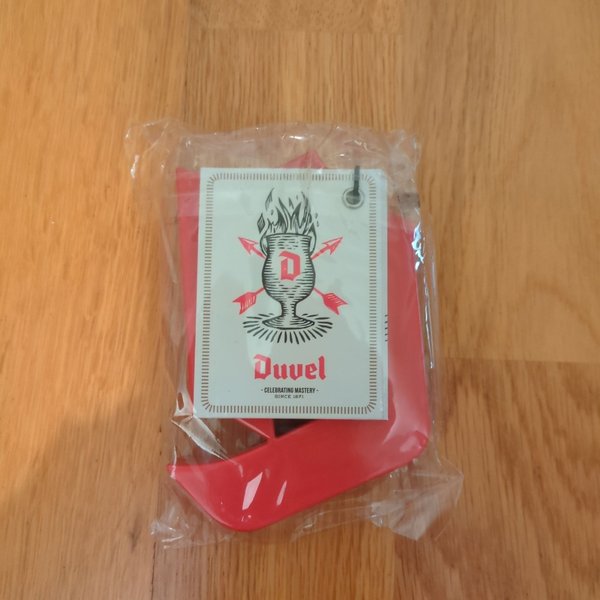 D
Duvel
- CELEBRATING MASTERY -
SINCE 1871